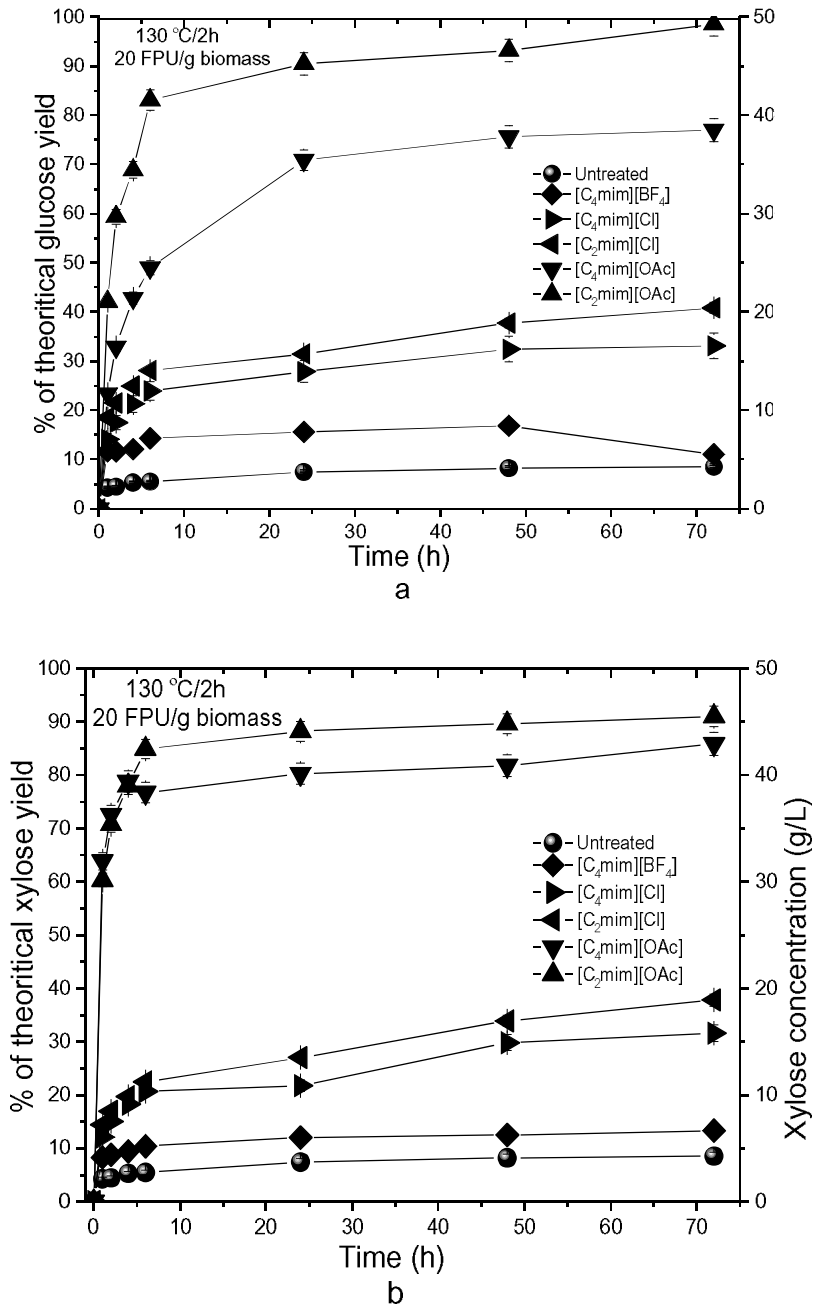 130 °C/2h
20 FPU/g biomass
100
90
80
70
60
50
40
30
20
10
0
% of theoritical glucose yield
50
40
30
20
10
0
Untreated
[C4mim][BF4]
[C4mim][Cl]
[C2mim][Cl]
[C4mim][OAc]
[C2mim][OAc]
0 10 20 30 40 50 60 70
Time (h)
a
130 °C/2h
20 FPU/g biomass
100
90
80
70
60
50
40
30
20
10
0
% of theoritical xylose yield
50
40
30
20
10
0
Xylose concentration (g/L)
Untreated
[C4mim][BF4]
[C4mim][Cl]
[C2mim][Cl]
[C4mim][OAc]
[C2mim][OAc]
0 10 20 30 40 50 60 70
Time (h)
b